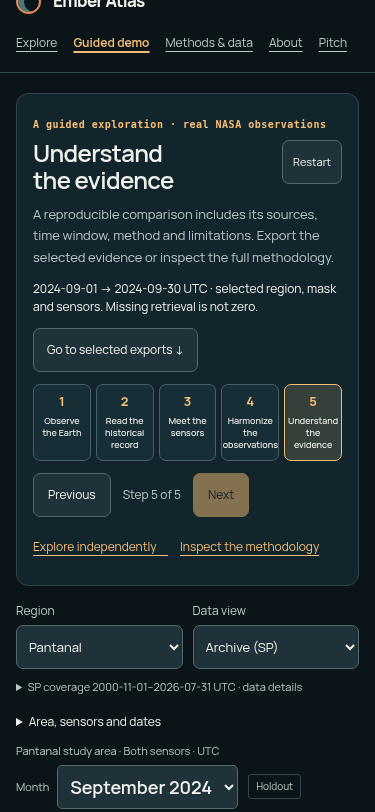 Ember Atlas
Explore Guided demo Methods & data About Pitch
A guided exploration · real NASA observations
Understand
the evidence
Restart
A reproducible comparison includes its sources,
time window, method and limitations. Export the
selected evidence or inspect the full methodology.
2024-09-01 → 2024-09-30 UTC · selected region, mask
and sensors. Missing retrieval is not zero.
Go to selected exports ↓
1
Observe
the Earth
2
Read the
historical
record
3
Meet the
sensors
4
Harmonize
the
observations
5
Understand
the
evidence
Previous Step 5 of 5 Next
Explore independently Inspect the methodology
Region Data view
Pantanal Archive (SP)
▶ SP coverage 2000-11-01–2026-07-31 UTC · data details
▶ Area, sensors and dates
Pantanal study area · Both sensors · UTC
Month September 2024 Holdout